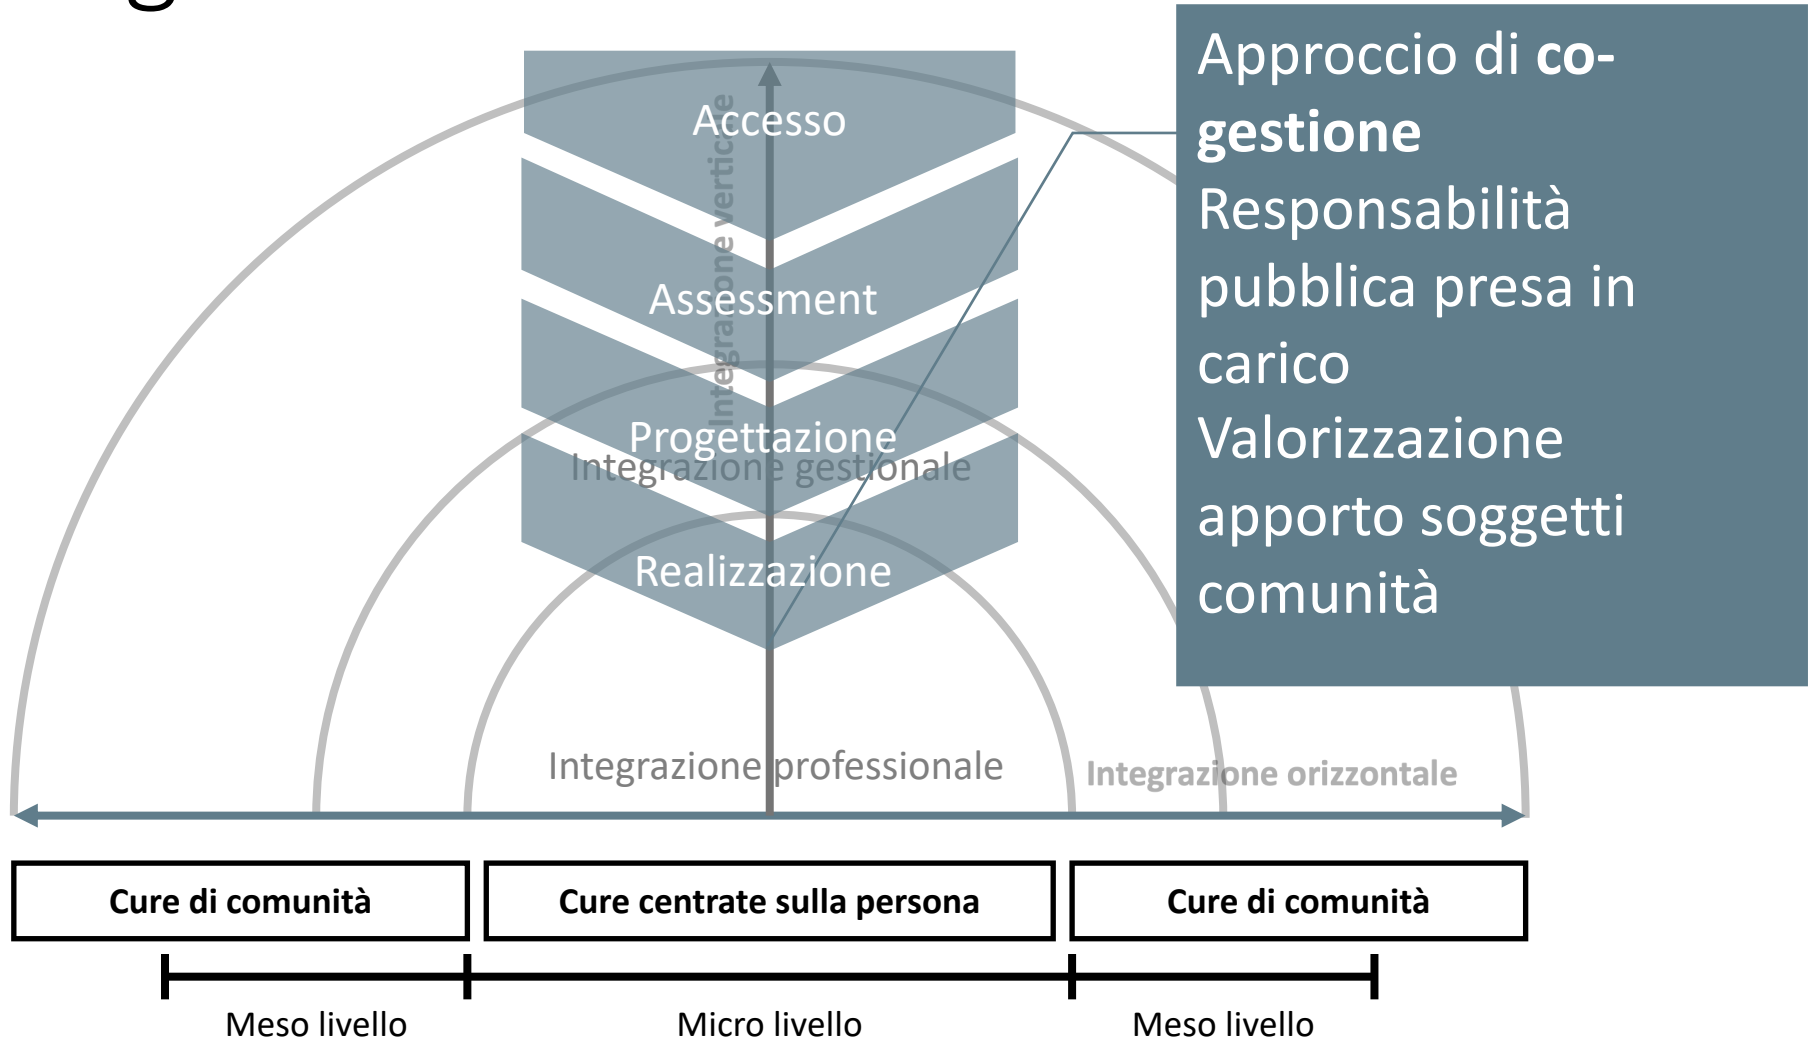 Approccio di co-
gestione
Responsabilità
pubblica presa in
carico
Valorizzazione
apporto soggetti
comunità
Accesso
Integrazione verticale
Assessment
Progettazione
Integrazione gestionale
Realizzazione
Integrazione professionale
Integrazione orizzontale
Cure di comunità
Cure centrate sulla persona
Cure di comunità
Meso livello
Micro livello
Meso livello